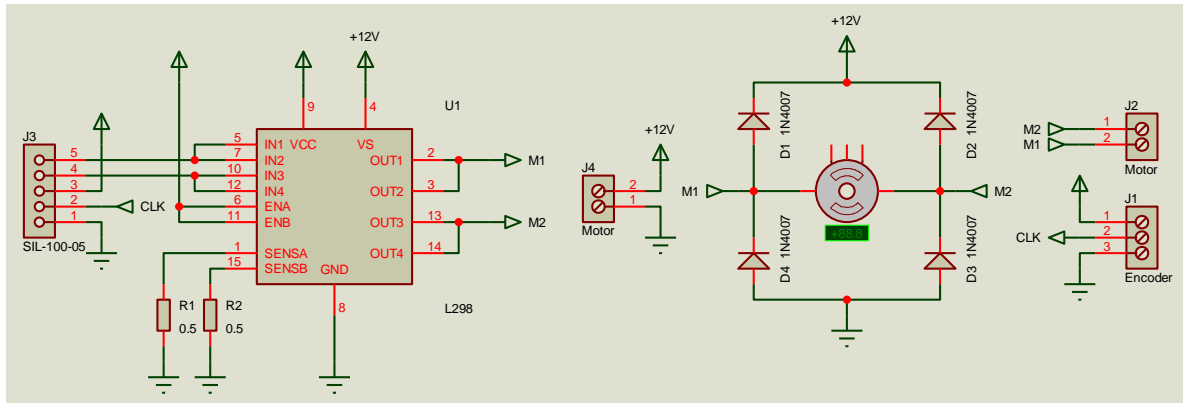 +12V
U1
9
4
J3
5
4
3
2
1
CLK
SIL-100-05
5
7
10
12
6
11
1
15
IN1
IN2
IN3
IN4
ENA
ENB
SENSA
SENSB
VCC
VS
OUT1
OUT2
OUT3
OUT4
GND
2
3
13
14
8
M1
M2
L298
R1
0.5
R2
0.5
+12V
J4
2
1
Motor
+12V
D1 1N4007
D2 1N4007
M1
M2
+88.8
D4 1N4007
D3 1N4007
J2
M2
1
M1
2
Motor
J1
1
CLK
2
3
Encoder